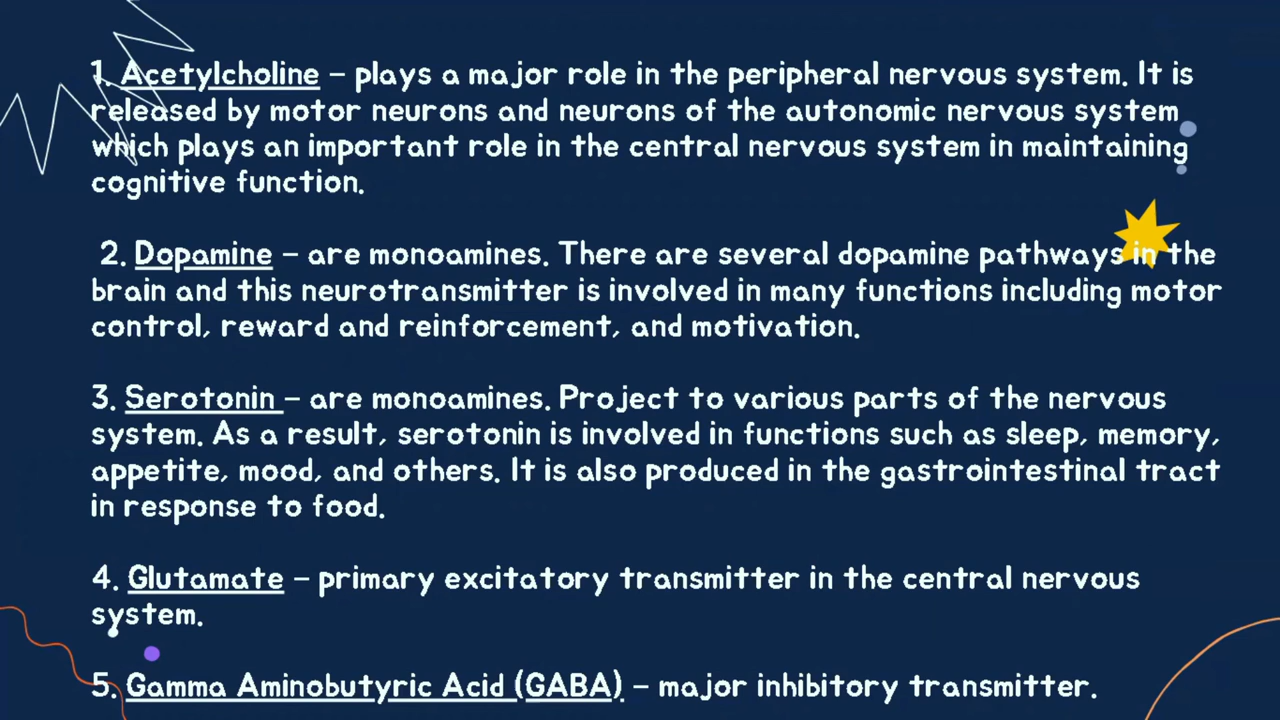 1. Acetylcholine – plays a major role in the peripheral nervous system. It is
released by motor neurons and neurons of the autonomic nervous system
which plays an important role in the central nervous system in maintaining
cognitive function.
2. Dopamine – are monoamines. There are several dopamine pathways in the
brain and this neurotransmitter is involved in many functions including motor
control, reward and reinforcement, and motivation.
3. Serotonin – are monoamines. Project to various parts of the nervous
system. As a result, serotonin is involved in functions such as sleep, memory,
appetite, mood, and others. It is also produced in the gastrointestinal tract
in response to food.
4. Glutamate – primary excitatory transmitter in the central nervous
system.
5. Gamma Aminobutyric Acid (GABA) – major inhibitory transmitter.